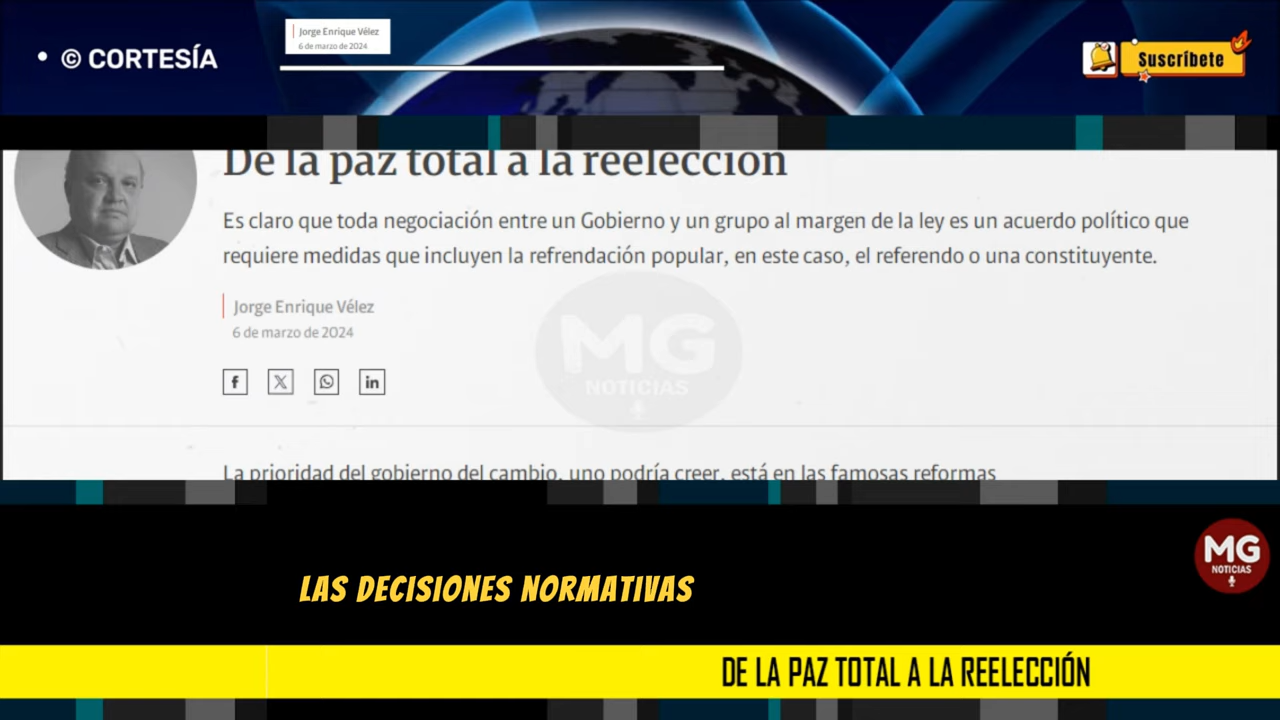 • © CORTESÍA
Jorge Enrique Vélez
6 de marzo de 2024
Suscríbete
De la paz total a la reelección
Es claro que toda negociación entre un Gobierno y un grupo al margen de la ley es un acuerdo político que
requiere medidas que incluyen la refrendación popular, en este caso, el referendo o una constituyente.
Jorge Enrique Vélez
6 de marzo de 2024
MG
NOTICIAS
La prioridad del gobierno del cambio, uno podría creer, está en las famosas reformas
MG
NOTICIAS
LAS DECISIONES NORMATIVAS
DE LA PAZ TOTAL A LA REELECCIÓN